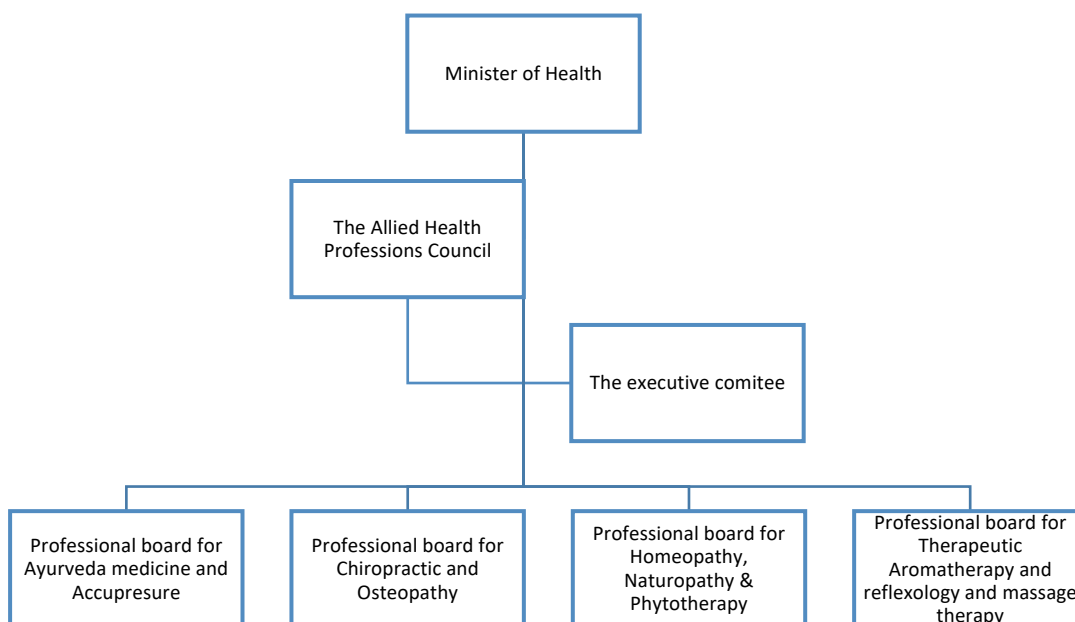 Minister of Health
The Allied Health
Professions Council
The executive comitee
Professional board for
Ayurveda medicine and
Accupresure
Professional board for
Chiropractic and
Osteopathy
Professional board for
Homeopathy,
Naturopathy &
Phytotherapy
Professional board for
Therapeutic
Aromatherapy and
reflexology and massage
therapy